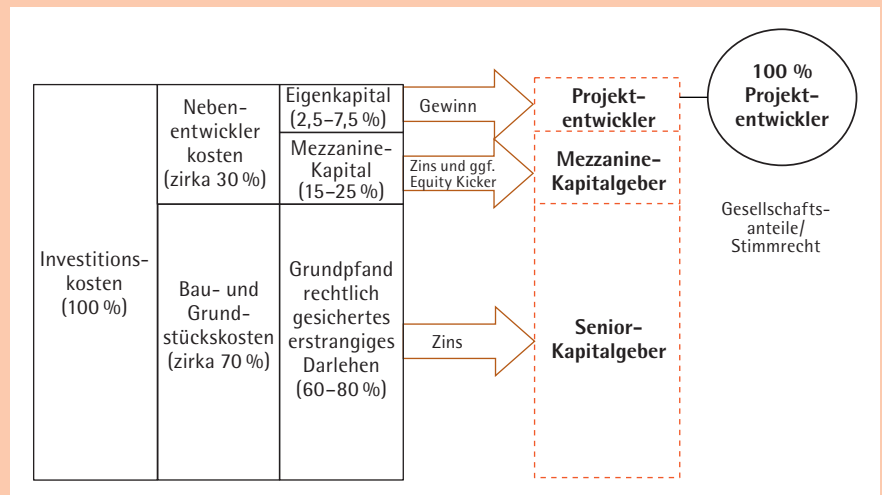 Investitions-
kosten
(100 %)
Neben-
entwickler
kosten
(zirka 30 %)
Bau- und
Grund-
stückskosten
(zirka 70 %)
Eigenkapital
(2,5–7,5 %)
Mezzanine-
Kapital
(15–25 %)
Grundpfand
rechtlich
gesichertes
erstrangiges
Darlehen
(60–80 %)
Gewinn
Zins und ggf.
Equity Kicker
Zins
Projekt-
entwickler
Mezzanine-
Kapitalgeber
Senior-
Kapitalgeber
100 %
Projekt-
entwickler
Gesellschafts-
anteile/
Stimmrecht